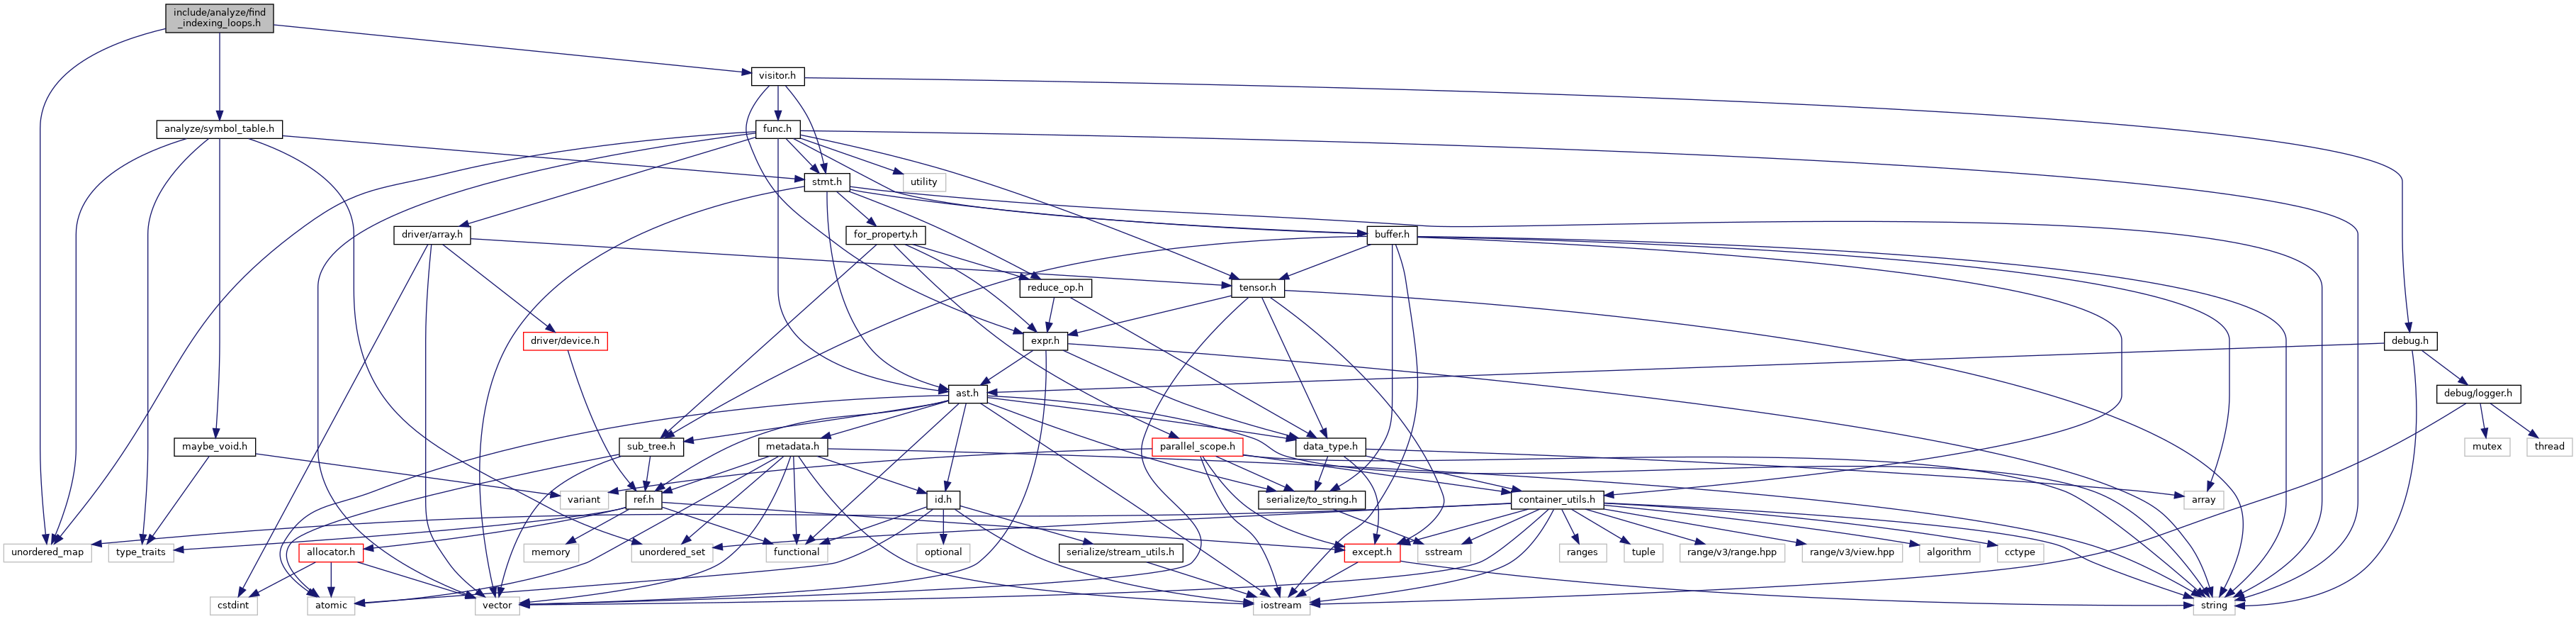 include/analyze/find
_indexing_loops.h
visitor.h
analyze/symbol_table.h
func.h
stmt.h
utility
driver/array.h
for_property.h
buffer.h
reduce_op.h
tensor.h
driver/device.h
expr.h
debug.h
ast.h
debug/logger.h
maybe_void.h
sub_tree.h
metadata.h
parallel_scope.h
data_type.h
mutex
thread
variant
ref.h
id.h
serialize/to_string.h
container_utils.h
array
unordered_map
type_traits
allocator.h
memory
unordered_set
functional
optional
serialize/stream_utils.h
except.h
sstream
ranges
tuple
range/v3/range.hpp
range/v3/view.hpp
algorithm
cctype
cstdint
atomic
vector
iostream
string